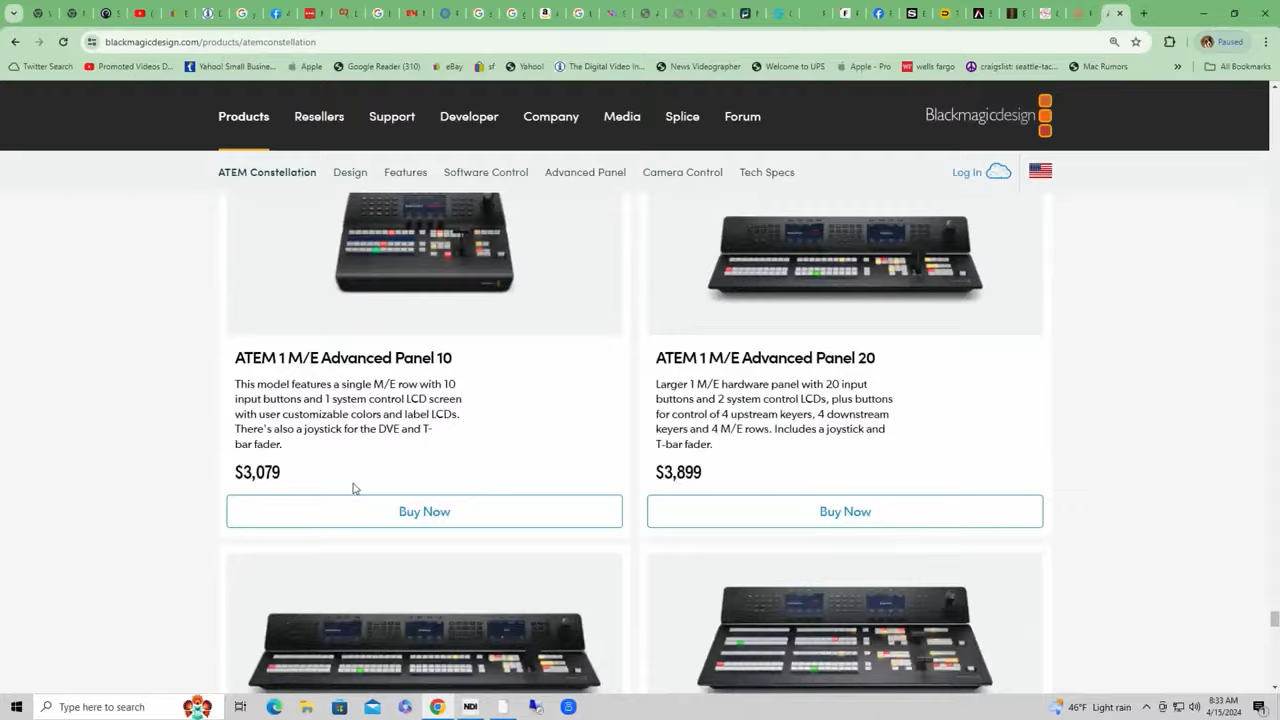 blackmagicdesign.com/products/atemconstellation
Paused
Twitter Search
Promoted Videos D...
Yahoo! Small Busine...
Apple
Google Reader (310)
eBay
sf
Yahoo!
The Digital Video In...
News Videographer
Welcome to UPS
Apple - Pro
wells fargo
craigslist: seattle-tac...
Mac Rumors
»
All Bookmarks
Products
Resellers
Support
Developer
Company
Media
Splice
Forum
Blackmagicdesign
ATEM Constellation
Design
Features
Software Control
Advanced Panel
Camera Control
Tech Specs
Log In
ATEM 1 M/E Advanced Panel 10
This model features a single M/E row with 10
input buttons and 1 system control LCD screen
with user customizable colors and label LCDs.
There's also a joystick for the DVE and T-
bar fader.
$3,079
Buy Now
ATEM 1 M/E Advanced Panel 20
Larger 1 M/E hardware panel with 20 input
buttons and 2 system control LCDs, plus buttons
for control of 4 upstream keyers, 4 downstream
keyers and 4 M/E rows. Includes a joystick and
T-bar fader.
$3,899
Buy Now
Type here to search
NDI
46°F Light rain
8:33 AM
4/15/2024